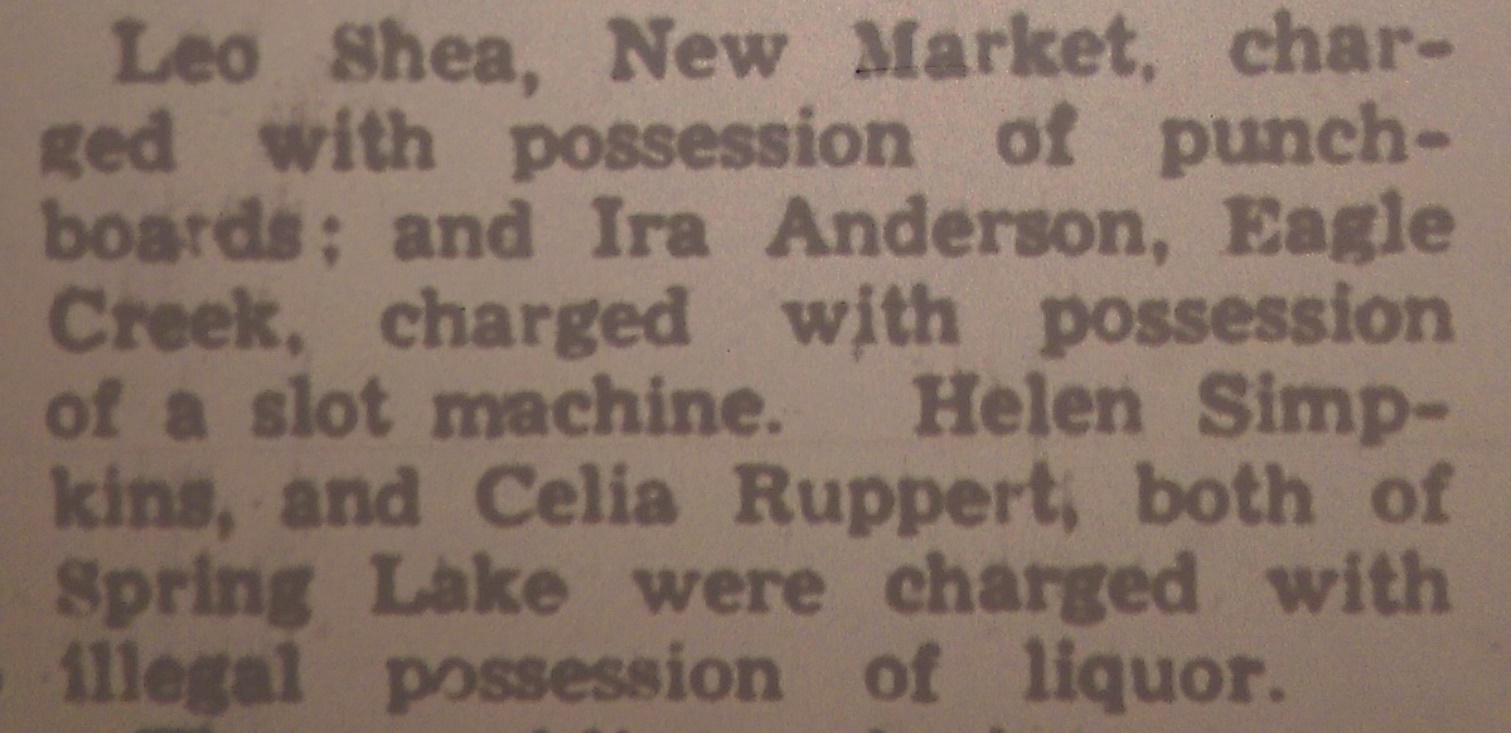 Leo Shea, New Market, char-
ged with possession of punch-
boards; and Ira Anderson, Eagle
Creek, charged with possession
of a slot machine. Helen Simp-
kins, and Celia Ruppert, both of
Spring Lake were charged with
illegal possession of liquor.